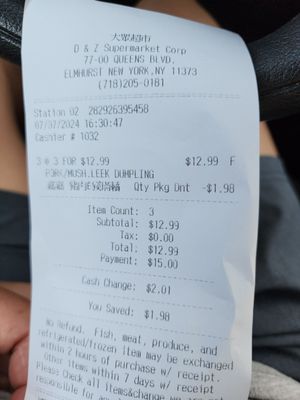 大眾超市
D & Z Supermarket Corp
77-00 QUEENS BLVD.
ELMHURST NEW YORK,NY 11373
(718)205-0181
Station 02 282926395458
07/07/2024 16:30:47
Cashier # 1032
3 @ 3 FOR $12.99 $12.99 F
PORK/MUSH.LEEK DUMPLING
Qty Pkg Dnt -$1.98
Item Count: 3
Subtotal: $12.99
Tax: $0.00
Total: $12.99
Payment: $15.00
Cash Change: $2.01
You Saved: $1.98
No Refund. Fish, meat, produce, and
refrigerated/frozen item may be exchanged
within 2 hours of purchase w/ receipt.
Other items within 7 days w/ receipt
Please Check all items&change
responsible for any